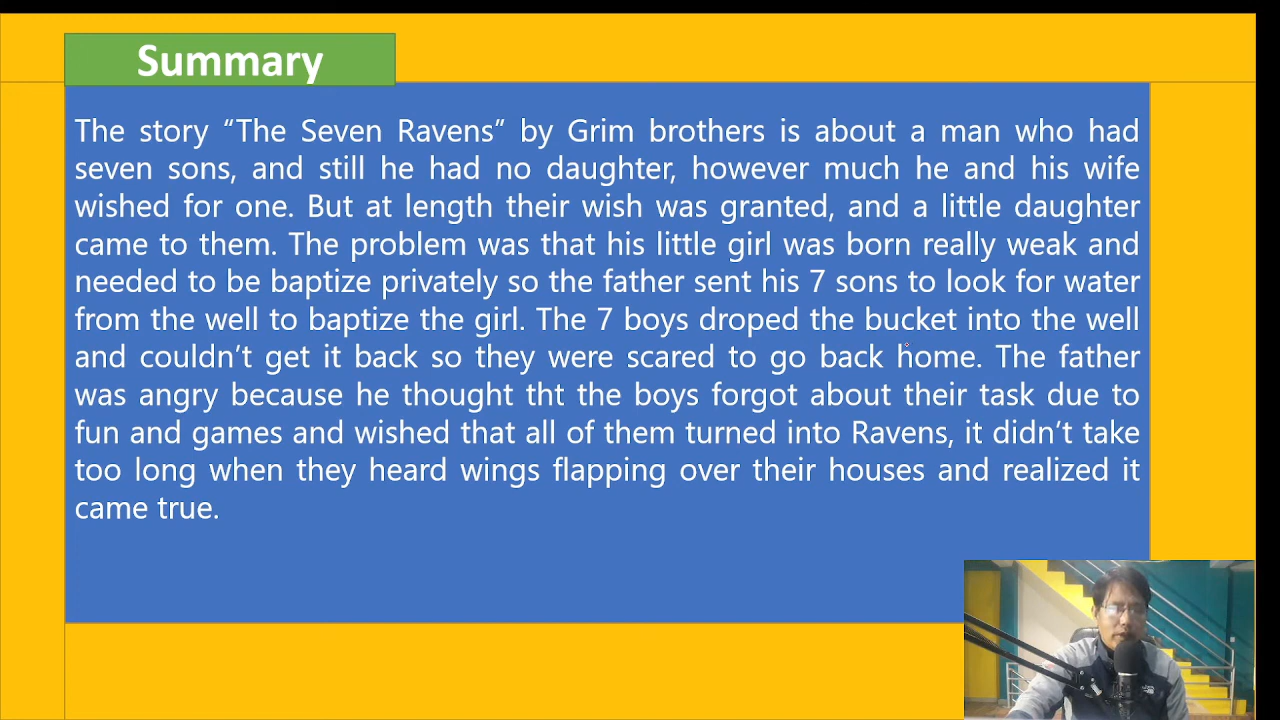 Summary
The story “The Seven Ravens” by Grim brothers is about a man who had
seven sons, and still he had no daughter, however much he and his wife
wished for one. But at length their wish was granted, and a little daughter
came to them. The problem was that his little girl was born really weak and
needed to be baptize privately so the father sent his 7 sons to look for water
from the well to baptize the girl. The 7 boys droped the bucket into the well
and couldn’t get it back so they were scared to go back home. The father
was angry because he thought tht the boys forgot about their task due to
fun and games and wished that all of them turned into Ravens, it didn’t take
too long when they heard wings flapping over their houses and realized it
came true.